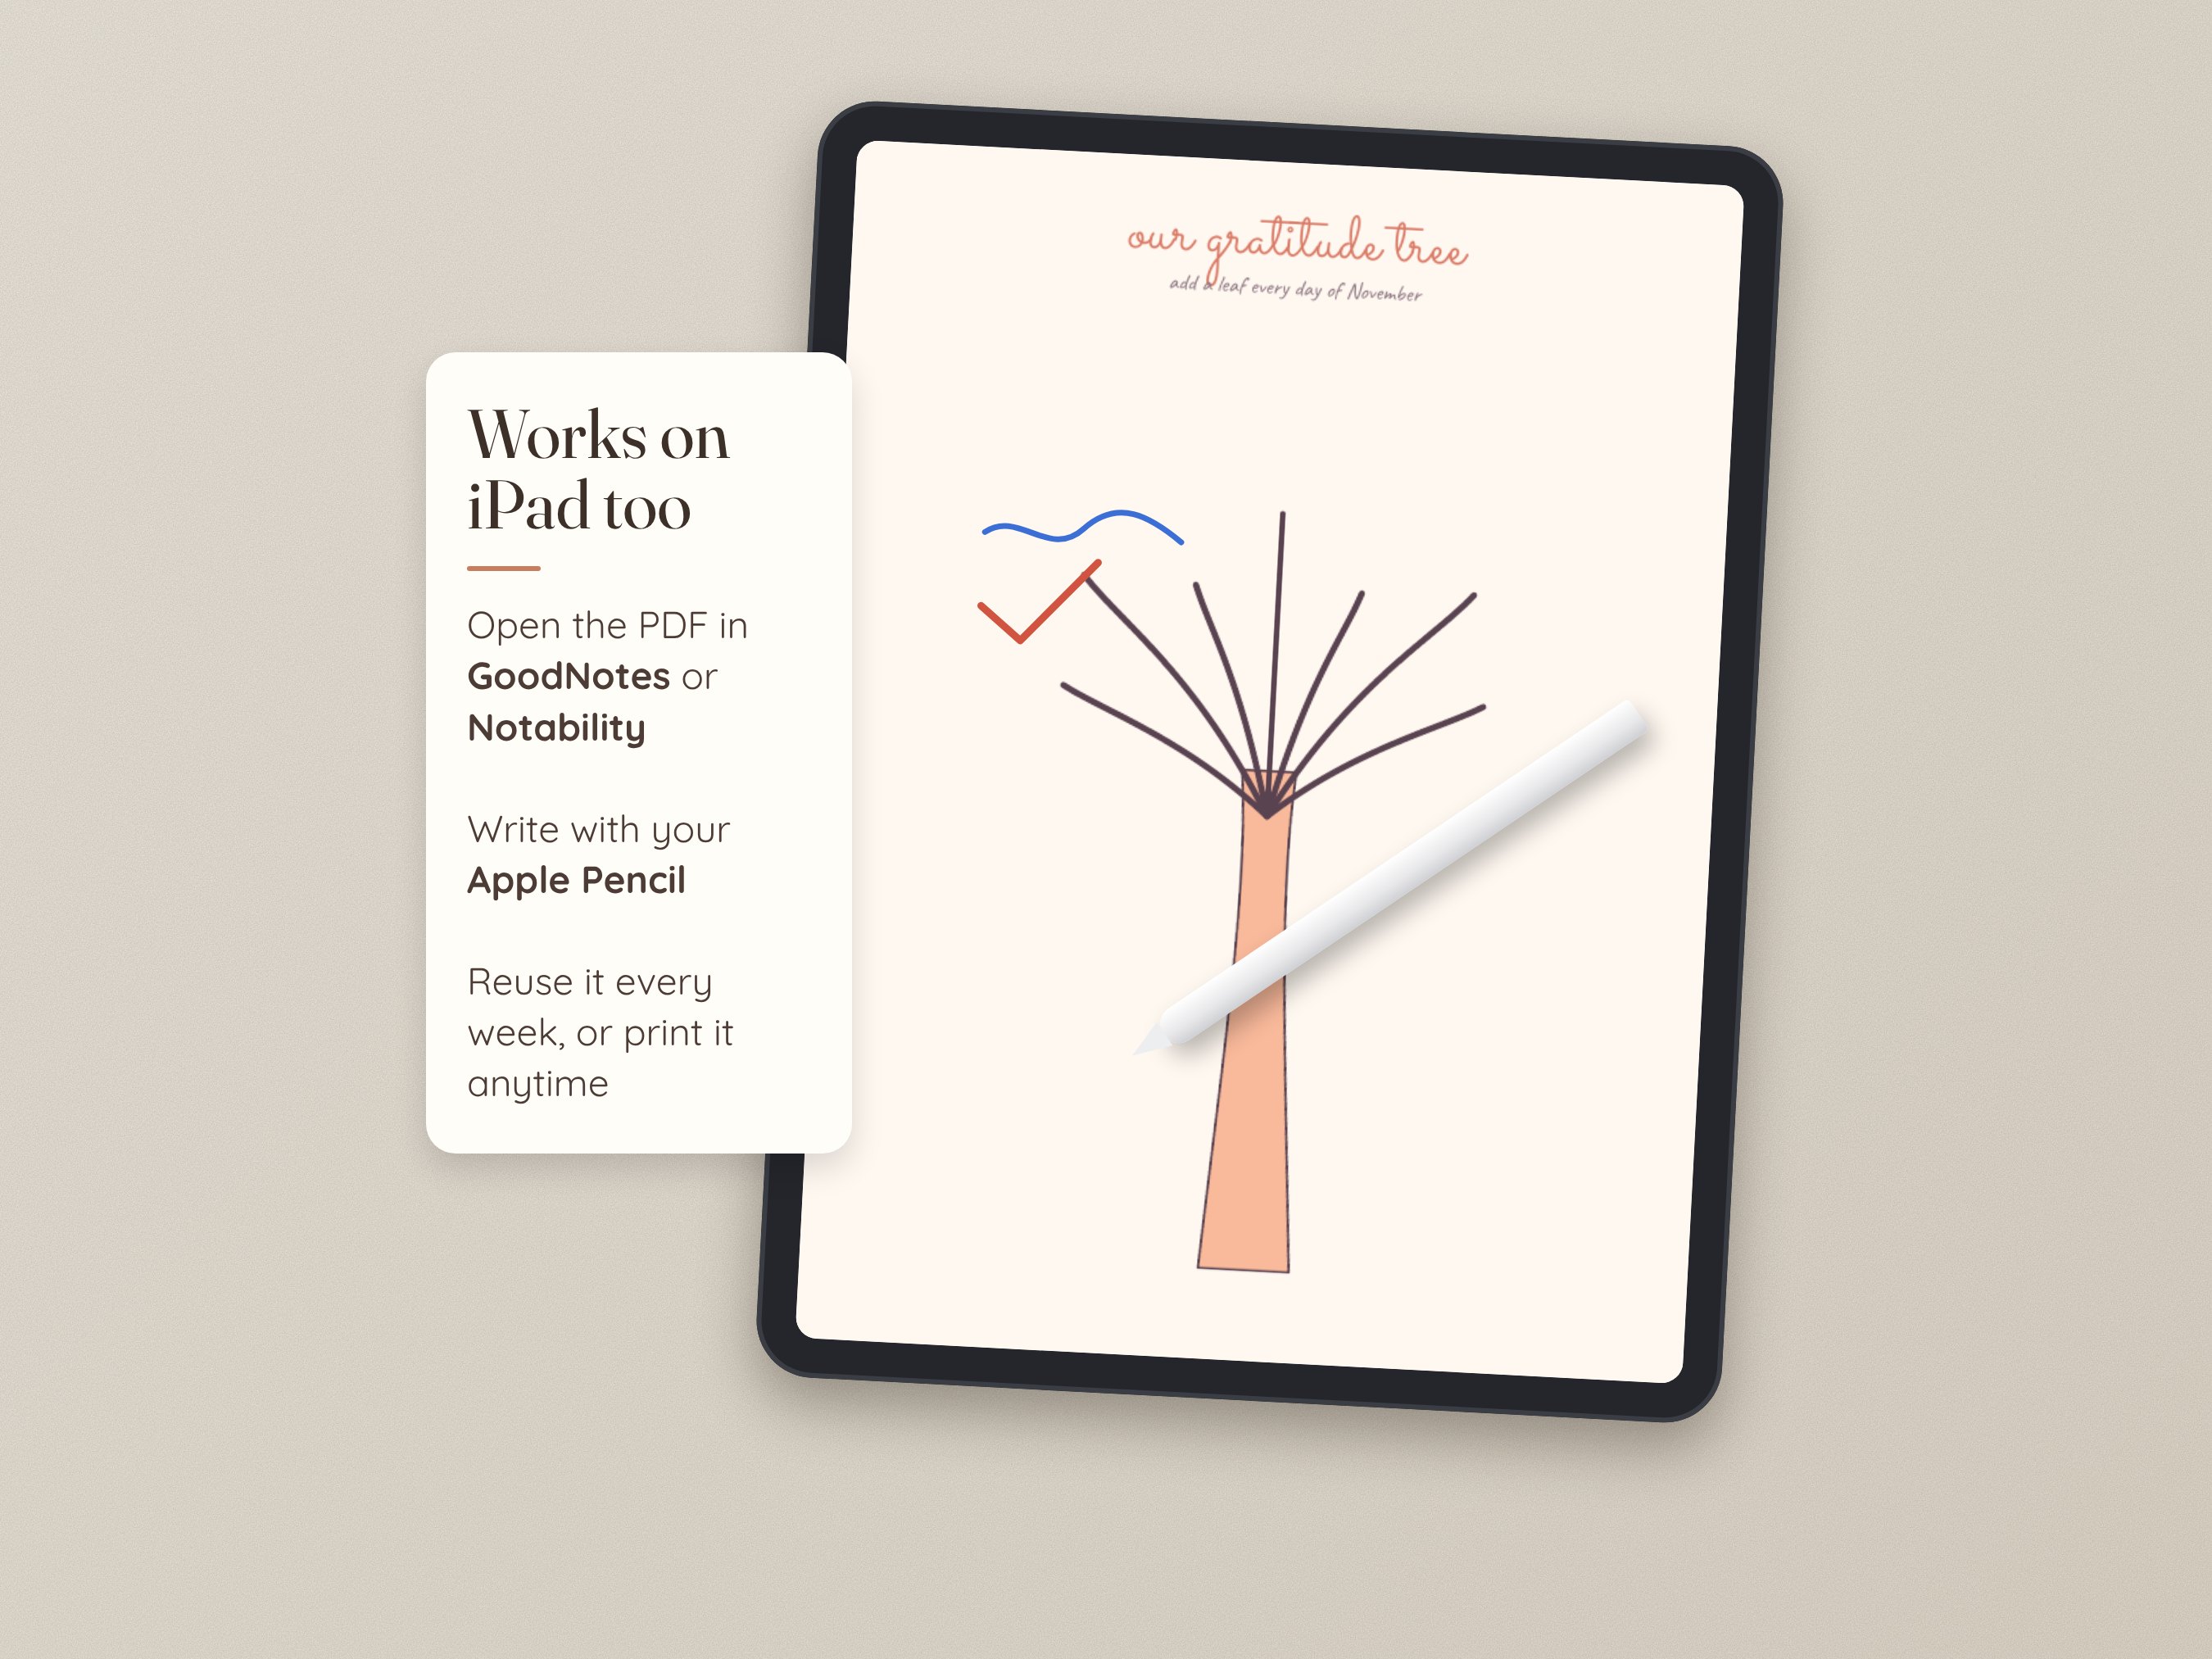 our gratitude tree
add a leaf every day of November
Works on
iPad too
Open the PDF in
GoodNotes or
Notability
Write with your
Apple Pencil
Reuse it every
week, or print it
anytime